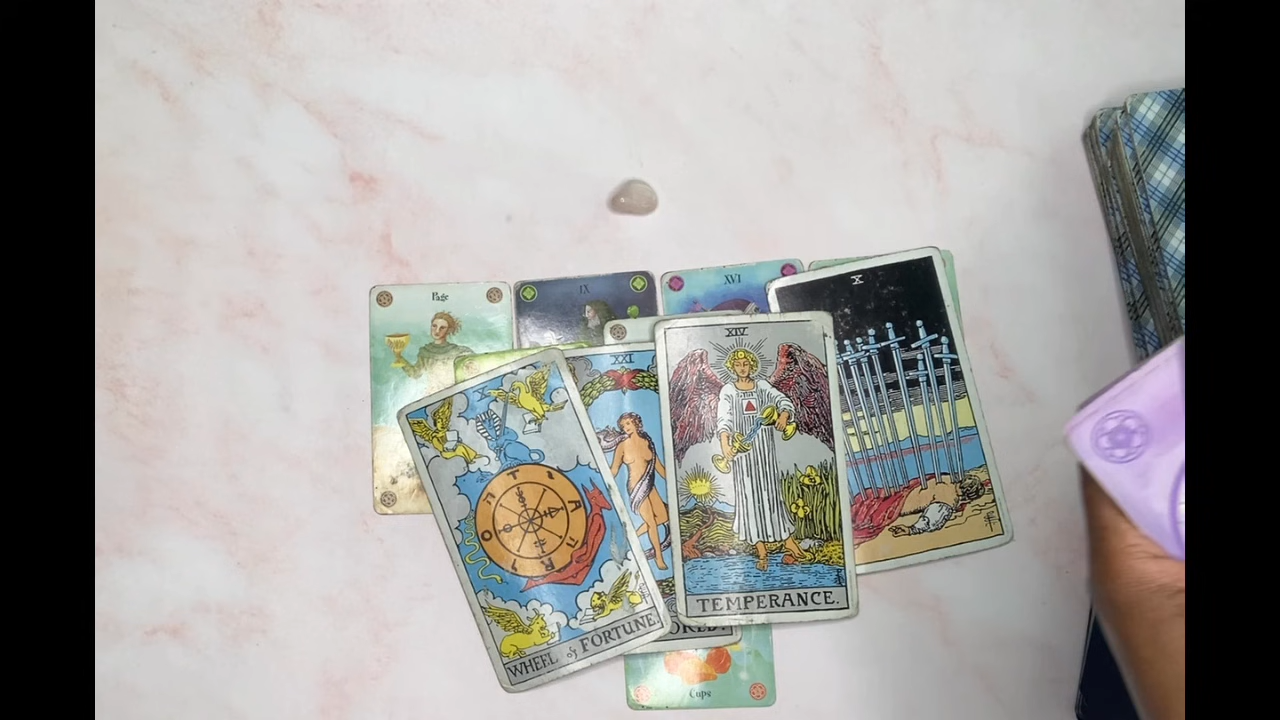 Page
IX
XVI
X
XXI
XIV
TEMPERANCE.
WHEEL of FORTUNE.
Cups